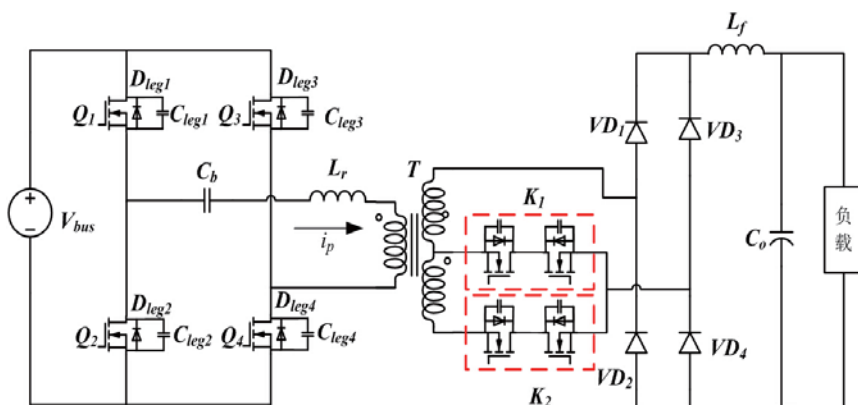 D_leg1
D_leg3
L_f
Q_1
C_leg1
Q_3
C_leg3
VD_1
VD_3
C_b
L_r
T
K_1
+
−
V_bus
i_p
C_o
负载
D_leg2
D_leg4
Q_2
C_leg2
Q_4
C_leg4
VD_2
VD_4
K_2